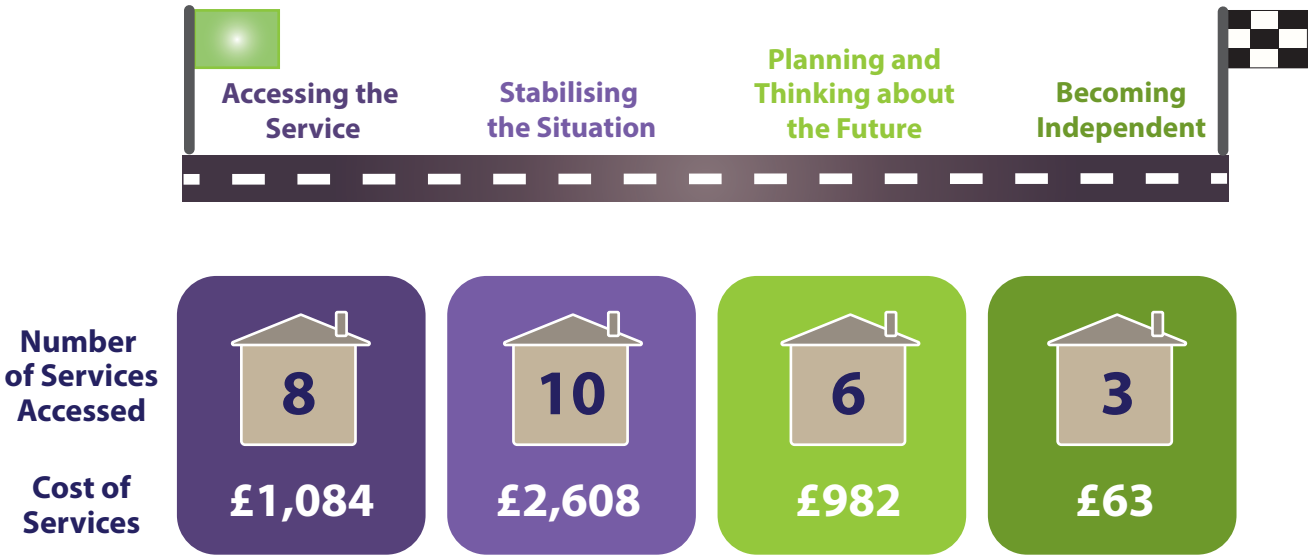 Accessing the
Service
Stabilising
the Situation
Planning and
Thinking about
the Future
Becoming
Independent
Number
of Services
Accessed
8
10
6
3
Cost of
Services
£1,084
£2,608
£982
£63